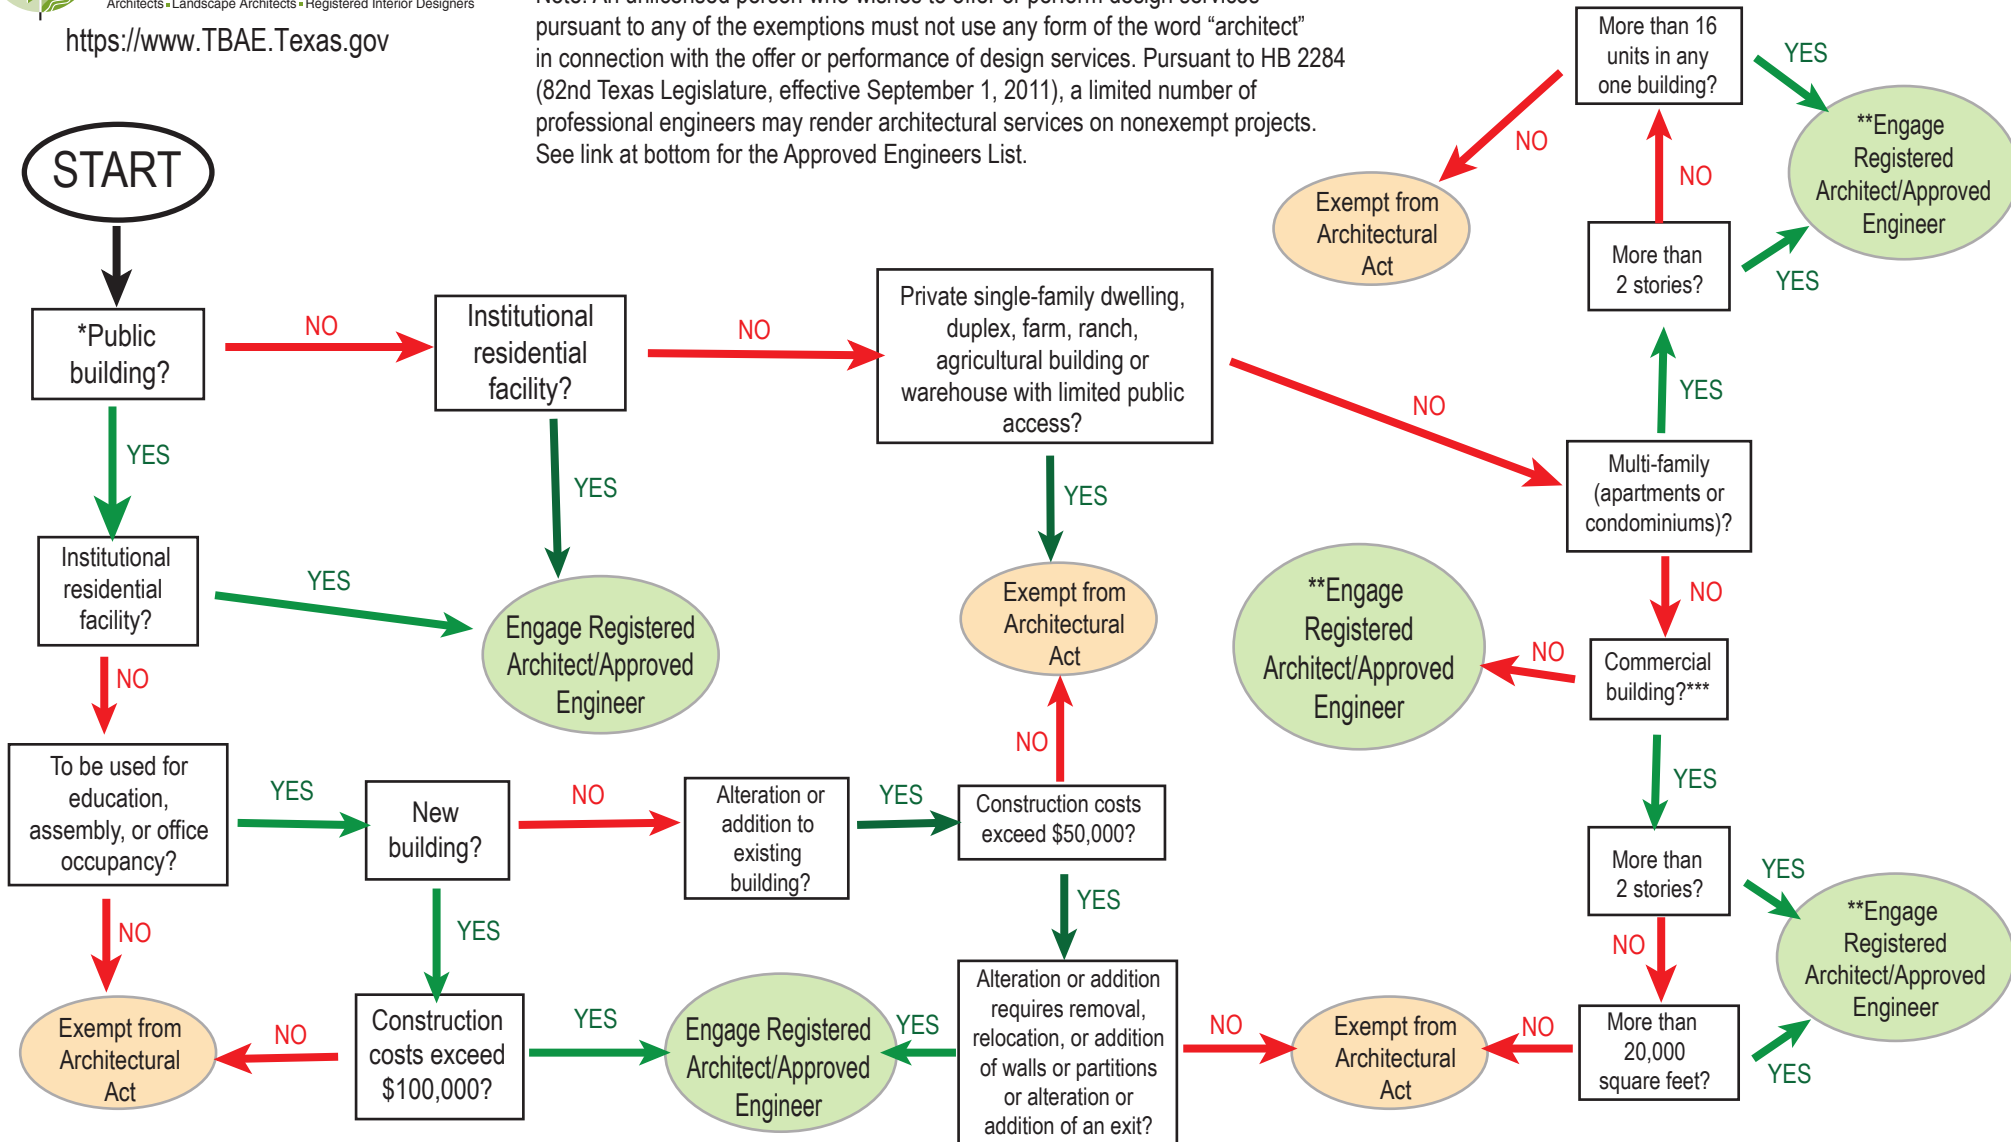 Architects▪Landscape Architects▪Registered Interior Designers
https://www.TBAE.Texas.gov
pursuant to any of the exemptions must not use any form of the word “architect”
in connection with the offer or performance of design services. Pursuant to HB 2284
(82nd Texas Legislature, effective September 1, 2011), a limited number of
professional engineers may render architectural services on nonexempt projects.
See link at bottom for the Approved Engineers List.
START
*Public
building?
NO
Institutional
residential
facility?
NO
Private single-family dwelling,
duplex, farm, ranch,
agricultural building or
warehouse with limited public
access?
NO
YES
Institutional
residential
facility?
YES
YES
Engage Registered
Architect/Approved
Engineer
YES
Exempt from
Architectural
Act
NO
To be used for
education,
assembly, or office
occupancy?
YES
New
building?
NO
Alteration or
addition to
existing
building?
YES
Construction costs
exceed $50,000?
NO
NO
Exempt from
Architectural
Act
YES
Construction
costs exceed
$100,000?
NO
YES
Engage Registered
Architect/Approved
Engineer
YES
YES
Alteration or addition
requires removal,
relocation, or addition
of walls or partitions
or alteration or
addition of an exit?
NO
Exempt from
Architectural
Act
NO
Multi-family
(apartments or
condominiums)?
YES
More than
2 stories?
YES
NO
More than 16
units in any
one building?
YES
**Engage
Registered
Architect/Approved
Engineer
NO
Exempt from
Architectural
Act
NO
Commercial
building?***
NO
**Engage
Registered
Architect/Approved
Engineer
YES
More than
2 stories?
YES
**Engage
Registered
Architect/Approved
Engineer
NO
More than
20,000
square feet?
YES